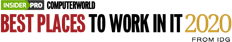 INSIDER PRO COMPUTERWORLD
BEST PLACES TO WORK IN IT 2020
FROM IDG